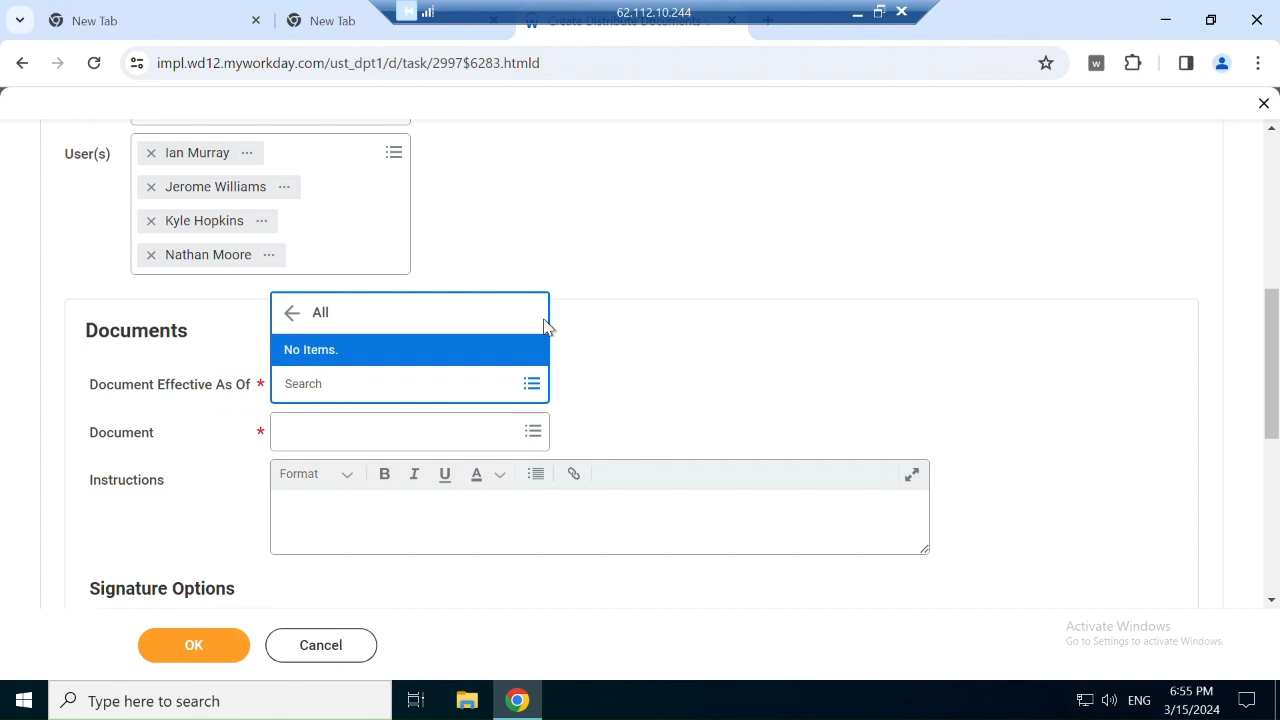 New Tab
New Tab
62.112.10.244
Create Distribute Documents
impl.wd12.myworkday.com/ust_dpt1/d/task/2997$6283.htmld
User(s)
Ian Murray
Jerome Williams
Kyle Hopkins
Nathan Moore
Documents
All
No Items.
Document Effective As Of *
Search
Document *
Instructions
Format B I U A
Signature Options
OK
Cancel
Activate Windows
Go to Settings to activate Windows.
Type here to search
ENG
6:55 PM
3/15/2024